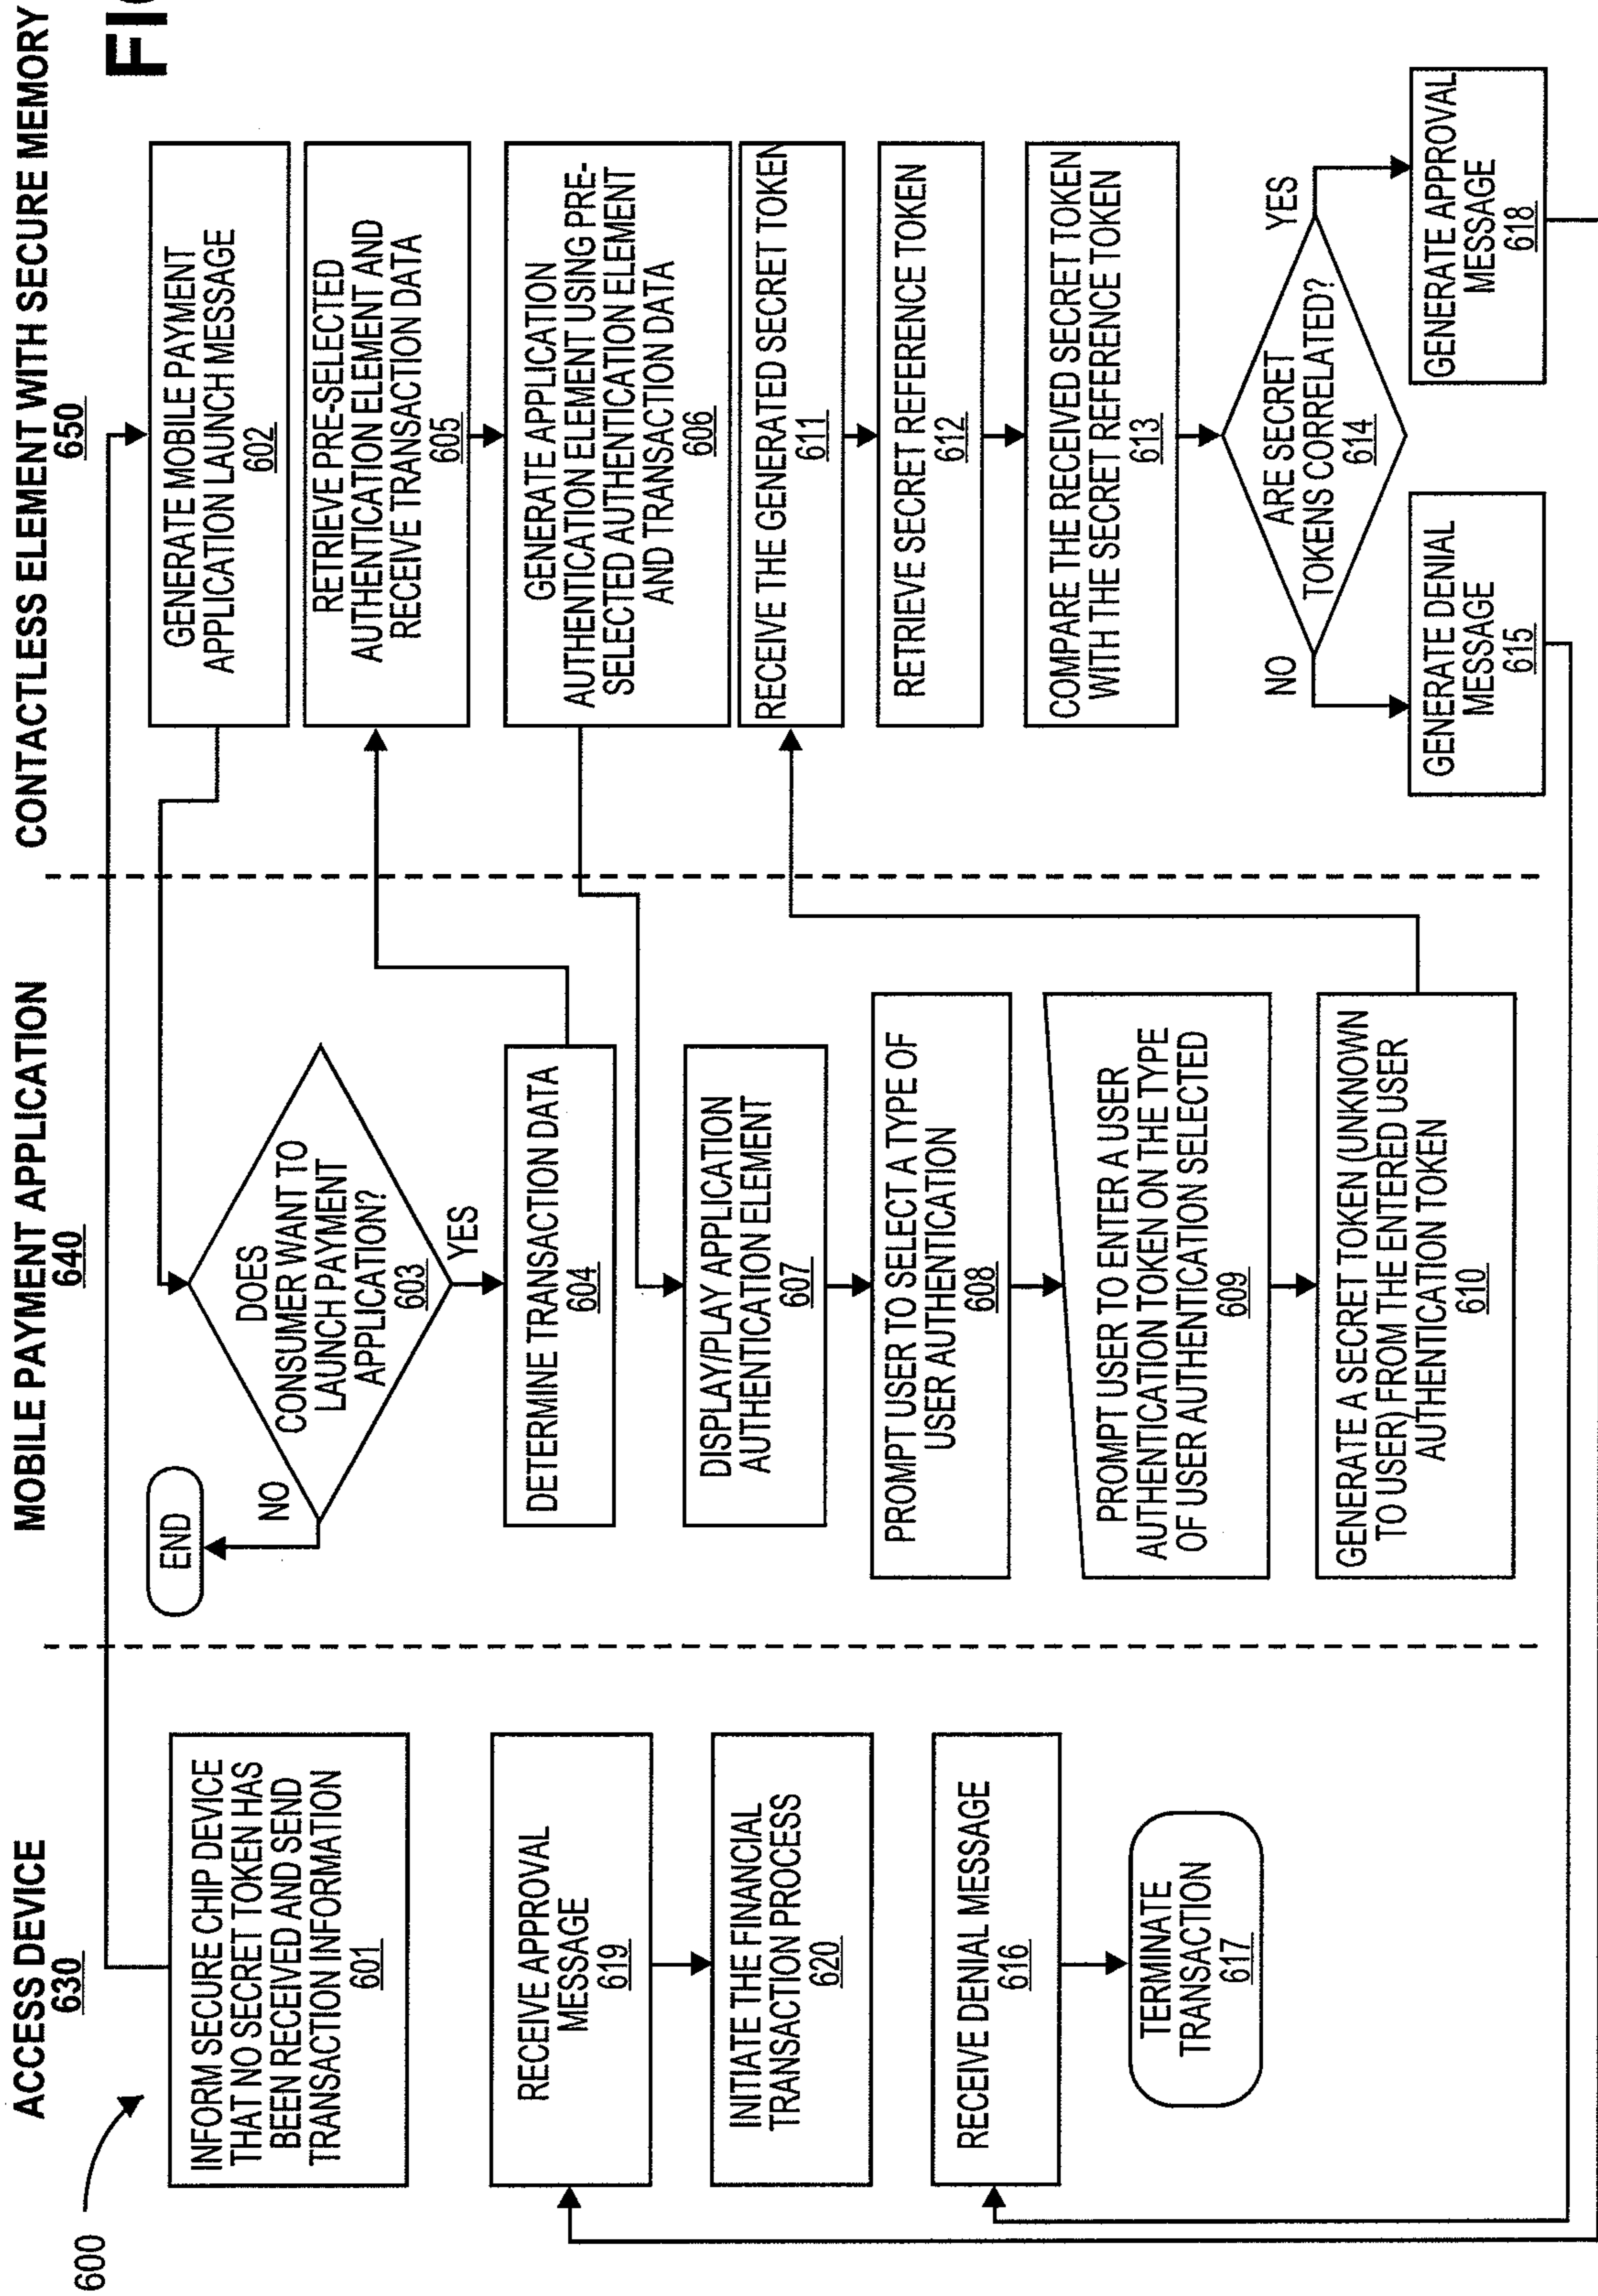 600
ACCESS DEVICE
630
INFORM SECURE CHIP DEVICE
THAT NO SECRET TOKEN HAS
BEEN RECEIVED AND SEND
TRANSACTION INFORMATION
601
RECEIVE APPROVAL
MESSAGE
619
INITIATE THE FINANCIAL
TRANSACTION PROCESS
620
RECEIVE DENIAL MESSAGE
616
TERMINATE
TRANSACTION
617
MOBILE PAYMENT APPLICATION
640
END
NO
DOES
CONSUMER WANT TO
LAUNCH PAYMENT
APPLICATION?
603
YES
DETERMINE TRANSACTION DATA
604
DISPLAY/PLAY APPLICATION
AUTHENTICATION ELEMENT
607
PROMPT USER TO SELECT A TYPE OF
USER AUTHENTICATION
608
PROMPT USER TO ENTER A USER
AUTHENTICATION TOKEN ON THE TYPE
OF USER AUTHENTICATION SELECTED
609
GENERATE A SECRET TOKEN (UNKNOWN
TO USER) FROM THE ENTERED USER
AUTHENTICATION TOKEN
610
CONTACTLESS ELEMENT WITH SECURE MEMORY
650
GENERATE MOBILE PAYMENT
APPLICATION LAUNCH MESSAGE
602
RETRIEVE PRE-SELECTED
AUTHENTICATION ELEMENT AND
RECEIVE TRANSACTION DATA
605
GENERATE APPLICATION
AUTHENTICATION ELEMENT USING PRE-
SELECTED AUTHENTICATION ELEMENT
AND TRANSACTION DATA
606
RECEIVE THE GENERATED SECRET TOKEN
611
RETRIEVE SECRET REFERENCE TOKEN
612
COMPARE THE RECEIVED SECRET TOKEN
WITH THE SECRET REFERENCE TOKEN
613
ARE SECRET
TOKENS CORRELATED?
614
NO
YES
GENERATE DENIAL
MESSAGE
615
GENERATE APPROVAL
MESSAGE
618